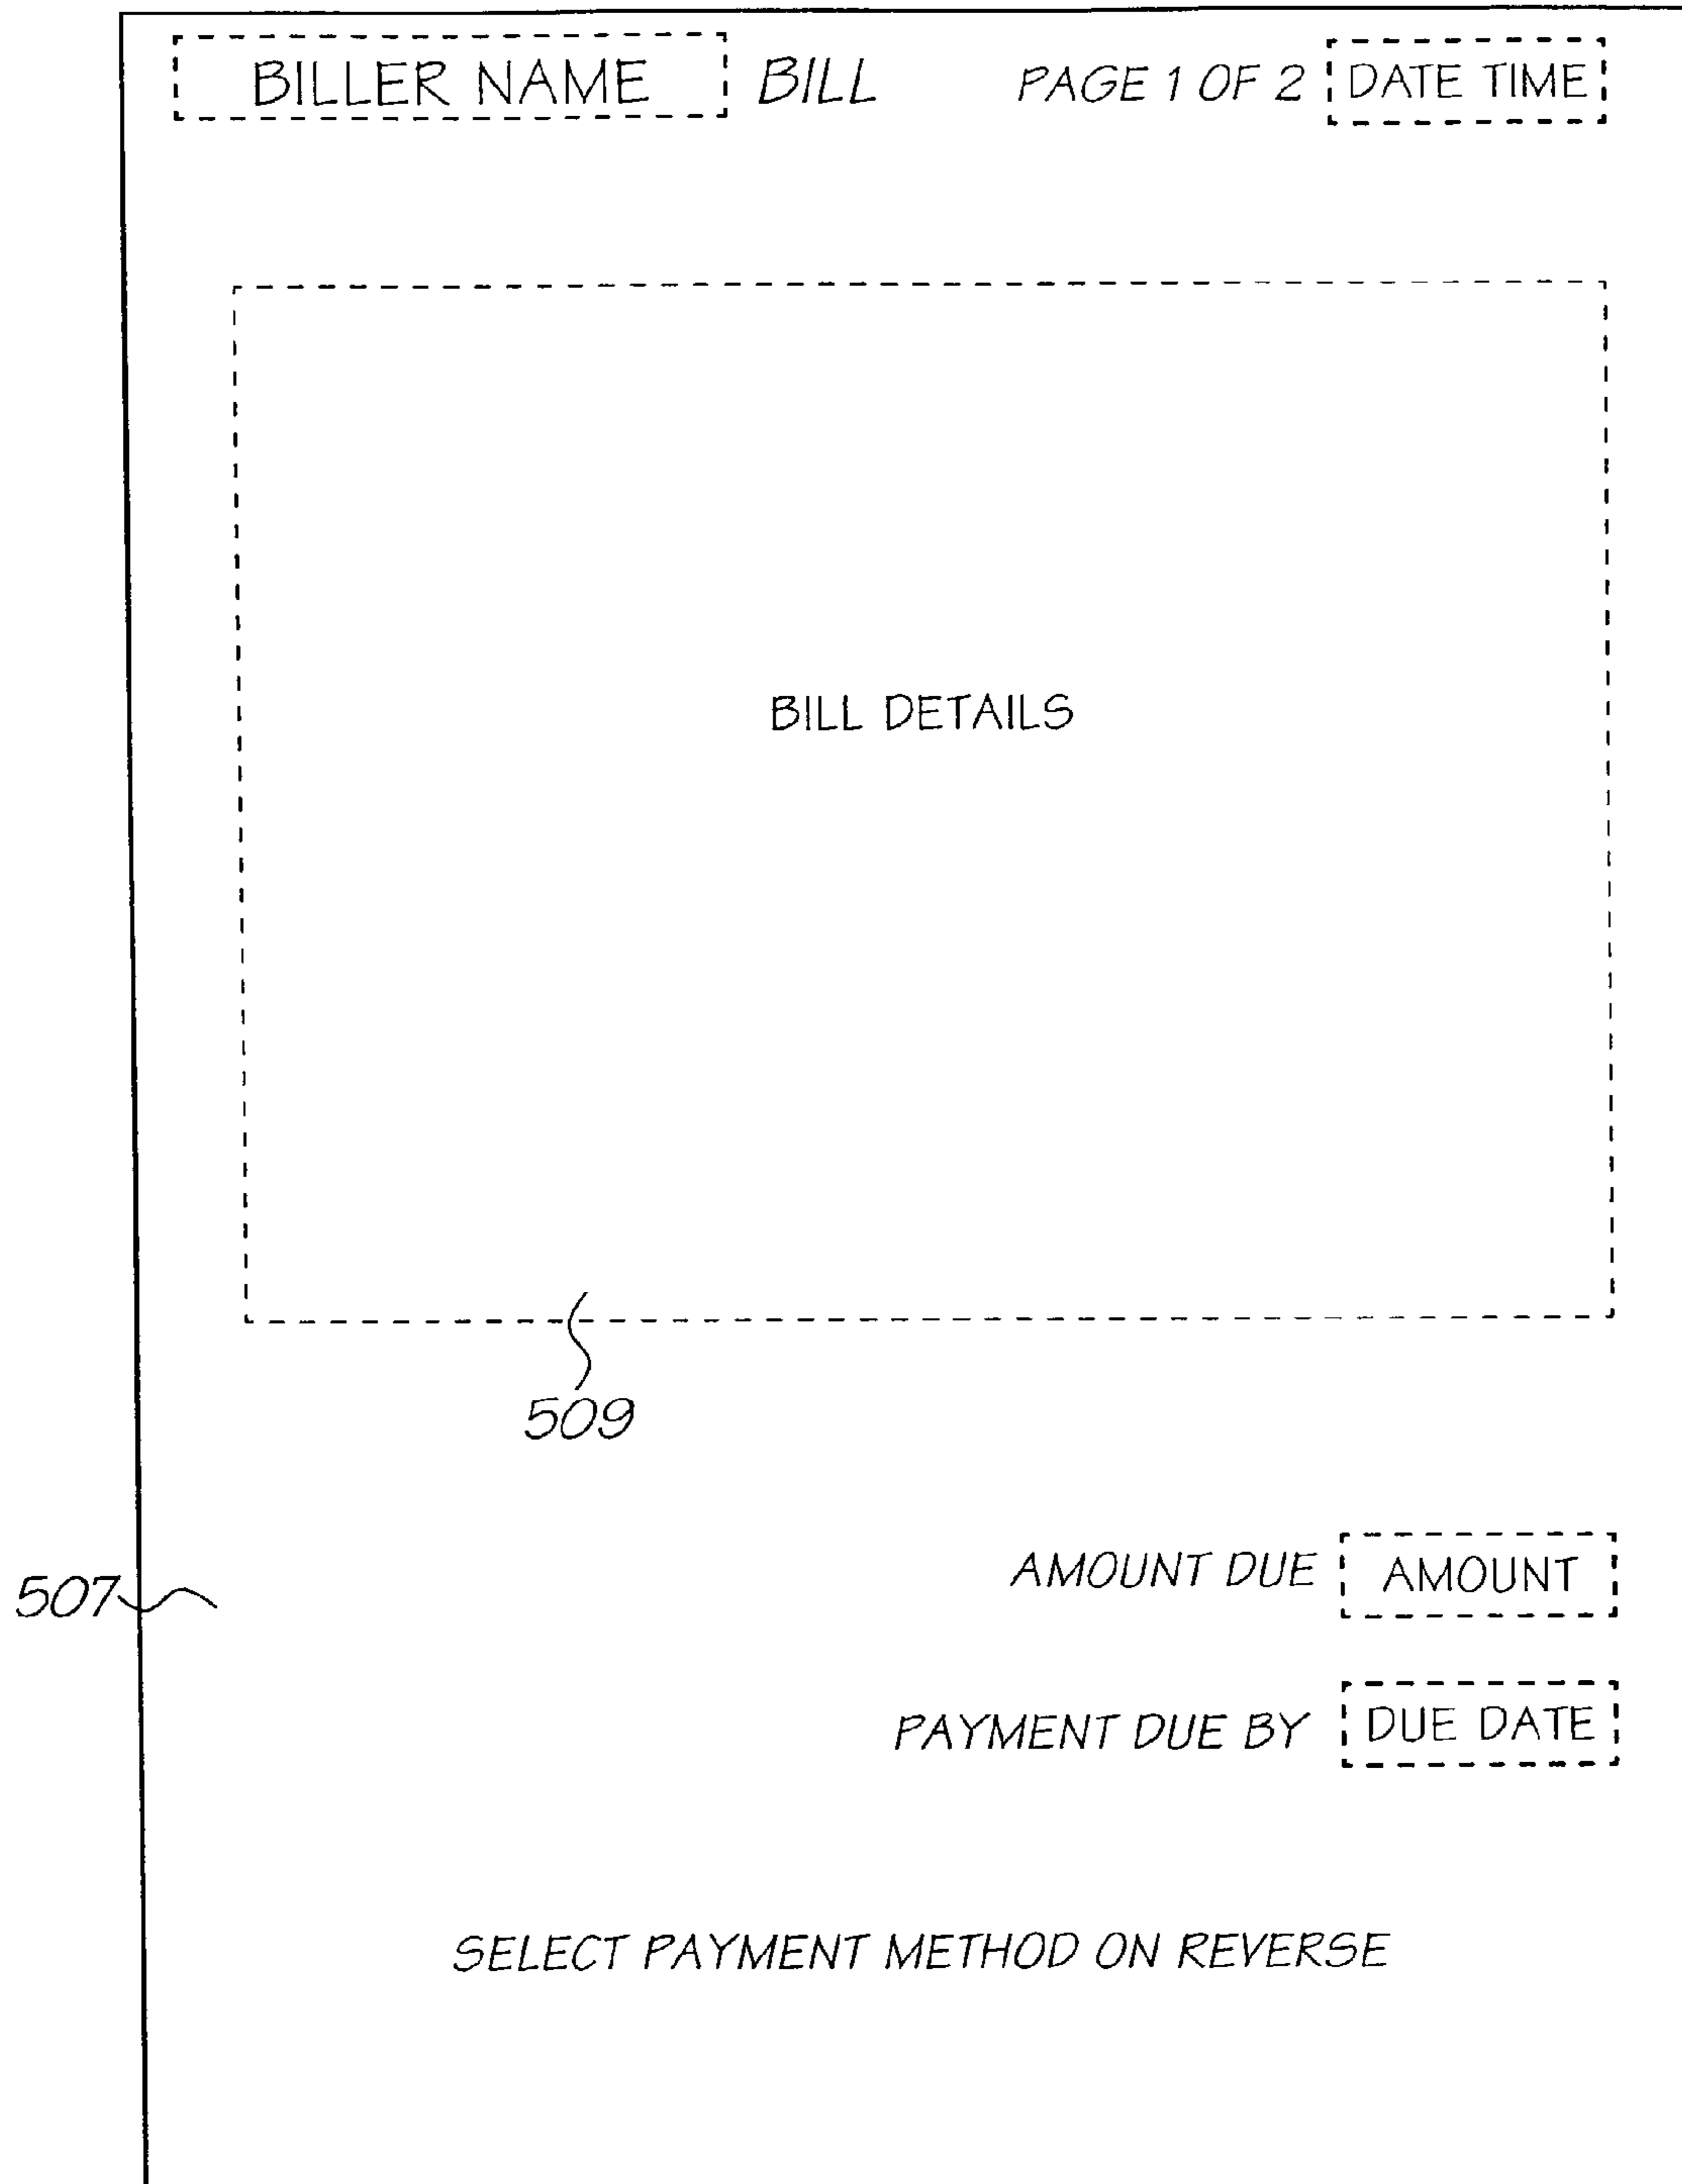 BILLER NAME BILL PAGE 1 OF 2 DATE TIME
BILL DETAILS
509
AMOUNT DUE AMOUNT
507
PAYMENT DUE BY DUE DATE
SELECT PAYMENT METHOD ON REVERSE